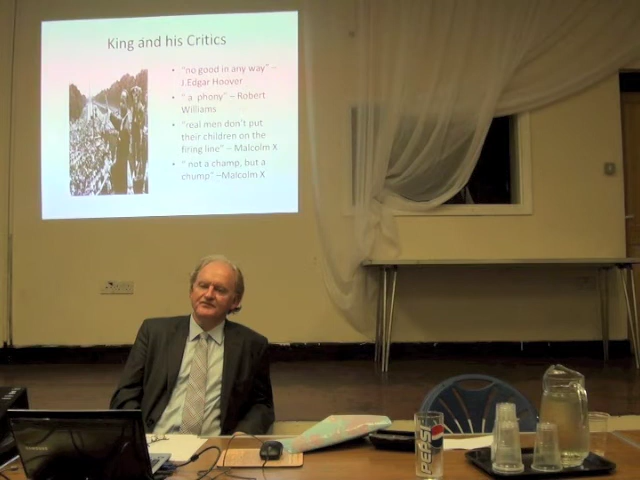 King and his Critics
• "no good in any way" –
J.Edgar Hoover
• " a phony" – Robert
Williams
• "real men don't put
their children on the
firing line" – Malcolm X
• " not a champ, but a
chump" –Malcolm X
SAMSUNG
PEPSI